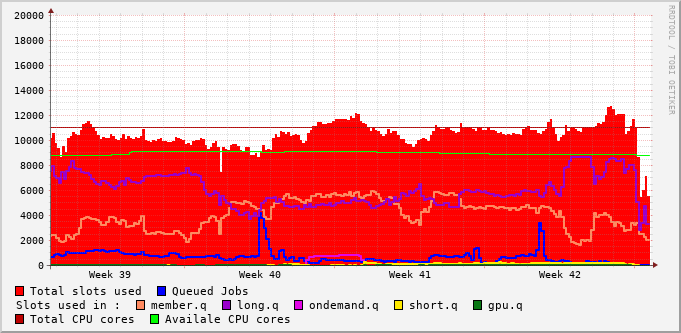 RRDTOOL / TOBI OETIKER
20000
18000
16000
14000
12000
10000
8000
6000
4000
2000
0
Week 39 Week 40 Week 41 Week 42
Total slots used Queued Jobs
Slots used in : member.q long.q ondemand.q short.q gpu.q
Total CPU cores Availale CPU cores